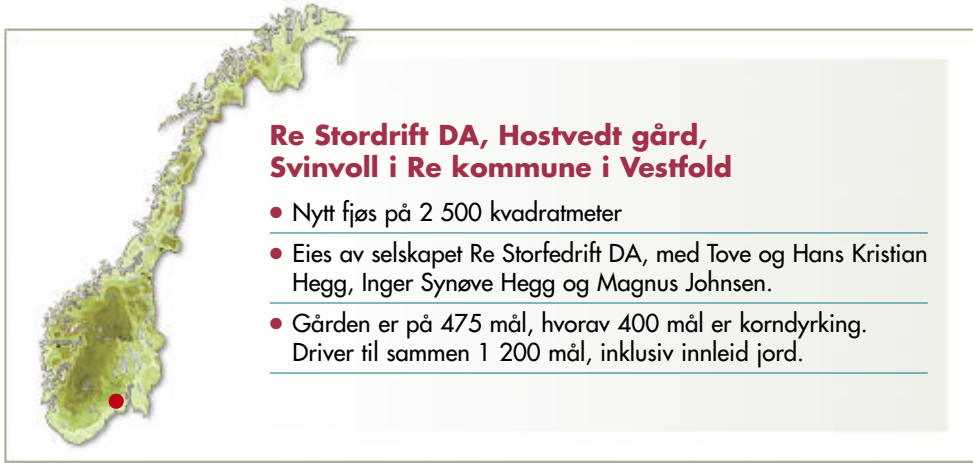 Re Stordrift DA, Hostvedt gård,
Svinvoll i Re kommune i Vestfold
• Nytt fjøs på 2 500 kvadratmeter
• Eies av selskapet Re Storfedrift DA, med Tove og Hans Kristian
Hegg, Inger Synøve Hegg og Magnus Johnsen.
• Gården er på 475 mål, hvorav 400 mål er korndyrking.
Driver til sammen 1 200 mål, inklusiv innleid jord.